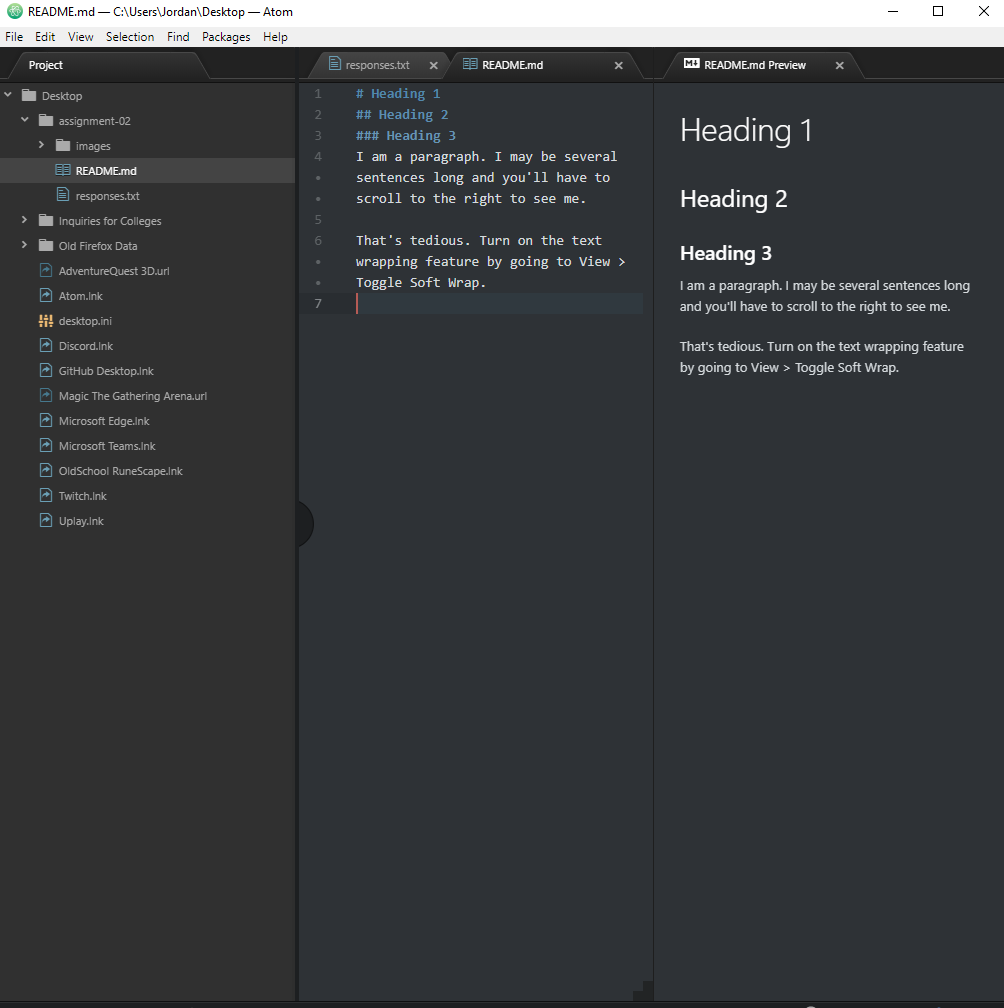 README.md — C:\Users\Jordan\Desktop — Atom
File Edit View Selection Find Packages Help
Project
Desktop
assignment-02
images
README.md
responses.txt
Inquiries for Colleges
Old Firefox Data
AdventureQuest 3D.url
Atom.lnk
desktop.ini
Discord.lnk
GitHub Desktop.lnk
Magic The Gathering Arena.url
Microsoft Edge.lnk
Microsoft Teams.lnk
OldSchool RuneScape.lnk
Twitch.lnk
Uplay.lnk
responses.txt
README.md
1 # Heading 1
2 ## Heading 2
3 ### Heading 3
4 I am a paragraph. I may be several
• sentences long and you'll have to
• scroll to the right to see me.
5
6 That's tedious. Turn on the text
• wrapping feature by going to View >
• Toggle Soft Wrap.
7
M↓ README.md Preview
Heading 1
Heading 2
Heading 3
I am a paragraph. I may be several sentences long
and you'll have to scroll to the right to see me.
That's tedious. Turn on the text wrapping feature
by going to View > Toggle Soft Wrap.